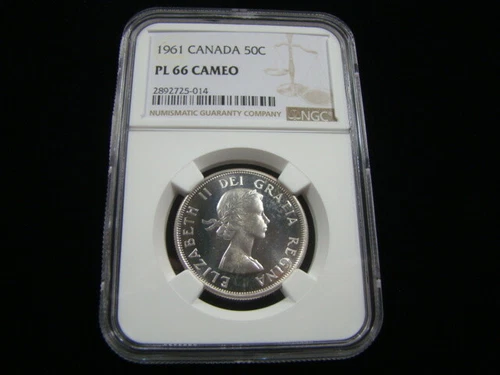 1961 CANADA 50C
PL 66 CAMEO
2892725-014
NUMISMATIC GUARANTY COMPANY
NGC
ELIZABETH II DEI GRATIA REGINA